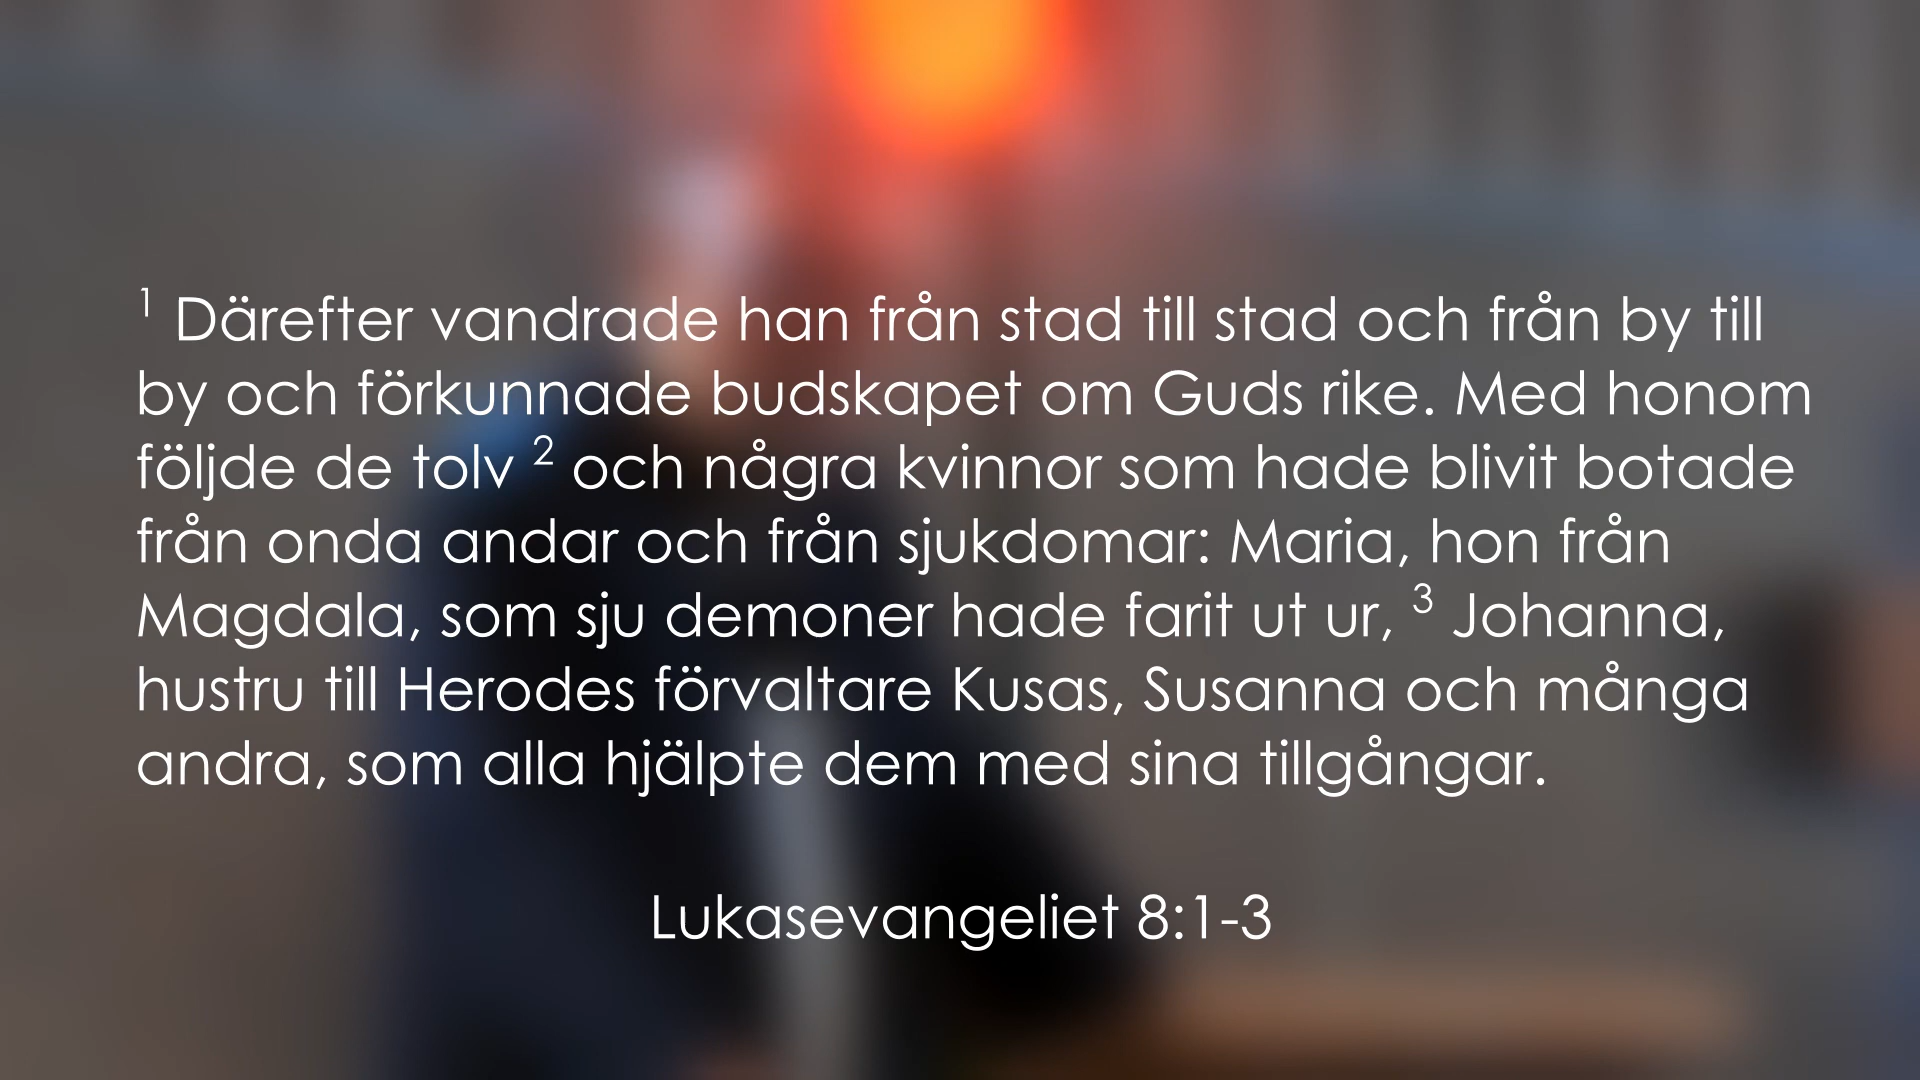 1 Därefter vandrade han från stad till stad och från by till
by och förkunnade budskapet om Guds rike. Med honom
följde de tolv 2 och några kvinnor som hade blivit botade
från onda andar och från sjukdomar: Maria, hon från
Magdala, som sju demoner hade farit ut ur, 3 Johanna,
hustru till Herodes förvaltare Kusas, Susanna och många
andra, som alla hjälpte dem med sina tillgångar.
Lukasevangeliet 8:1-3